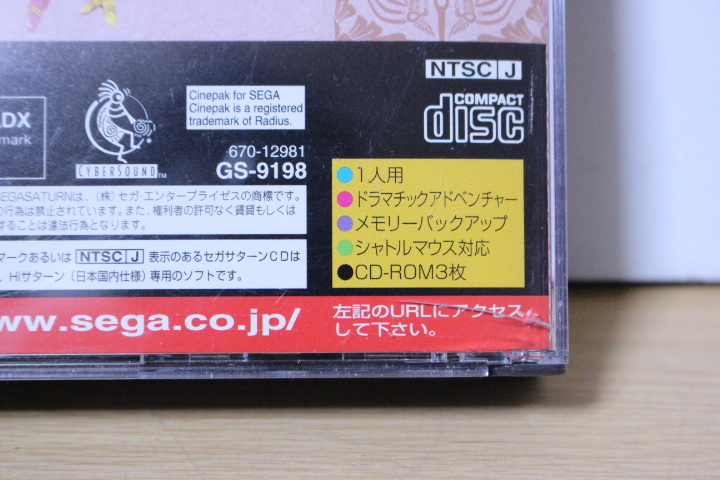 NTSC J
COMPACT
disc
DX
mark
CYBERSOUND™
Cinepak for SEGA
Cinepak is a registered
trademark of Radius.
670-12981
GS-9198
SEGASATURNは、(株)セガ・エンタープライゼスの商標です。
の行為は禁止されています。また、権利者の許可なく賃貸もしくは
することは違法行為となります。
マークあるいは NTSC J 表示のあるセガサターンCDは
、Hiサターン(日本国内仕様)専用のソフトです。
●1人用
●ドラマチックアドベンチャー
●メモリーバックアップ
●シャトルマウス対応
●CD-ROM3枚
www.sega.co.jp/
左記のURLにアクセス
して下さい。